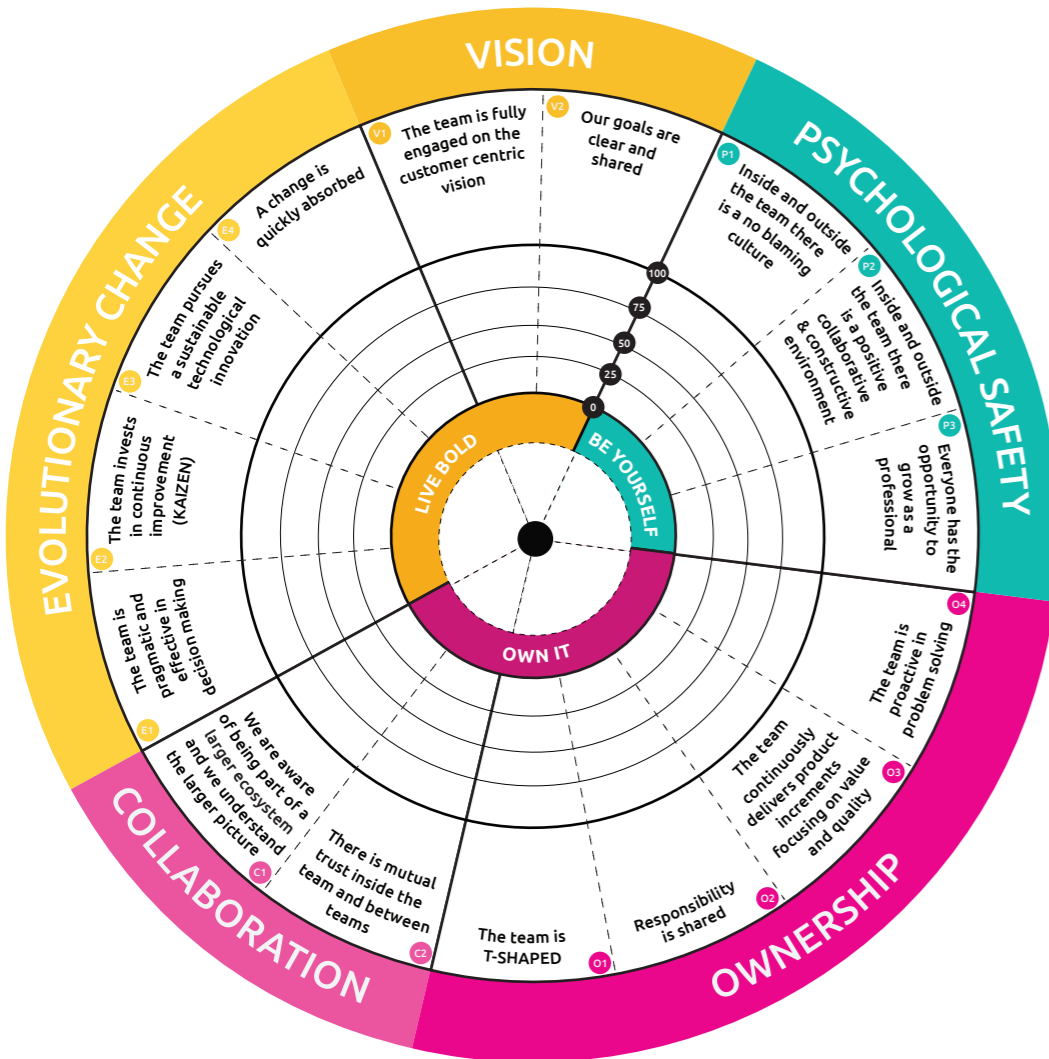 VISION
V1
The team is fully
engaged on the
customer centric
vision
V2
Our goals are
clear and
shared
PSYCHOLOGICAL SAFETY
P1
Inside and outside
the team there
is a no blaming
culture
P2
Inside and outside
the team there
is a positive
collaborative
& constructive
environment
P3
Everyone has the
opportunity to
grow as a
professional
OWNERSHIP
O4
The team is
proactive in
problem solving
O3
The team
continuously
delivers product
increments
focusing on value
and quality
O2
Responsibility
is shared
O1
The team is
T-SHAPED
COLLABORATION
C2
There is mutual
trust inside the
team and between
teams
C1
We are aware
of being part of a
larger ecosystem
and we understand
the larger picture
EVOLUTIONARY CHANGE
E1
The team is
pragmatic and
effective in
decision making
E2
The team invests
in continuous
improvement
(KAIZEN)
E3
The team pursues
a sustainable
technological
innovation
E4
A change is
quickly absorbed
100
75
50
25
0
LIVE BOLD
BE YOURSELF
OWN IT